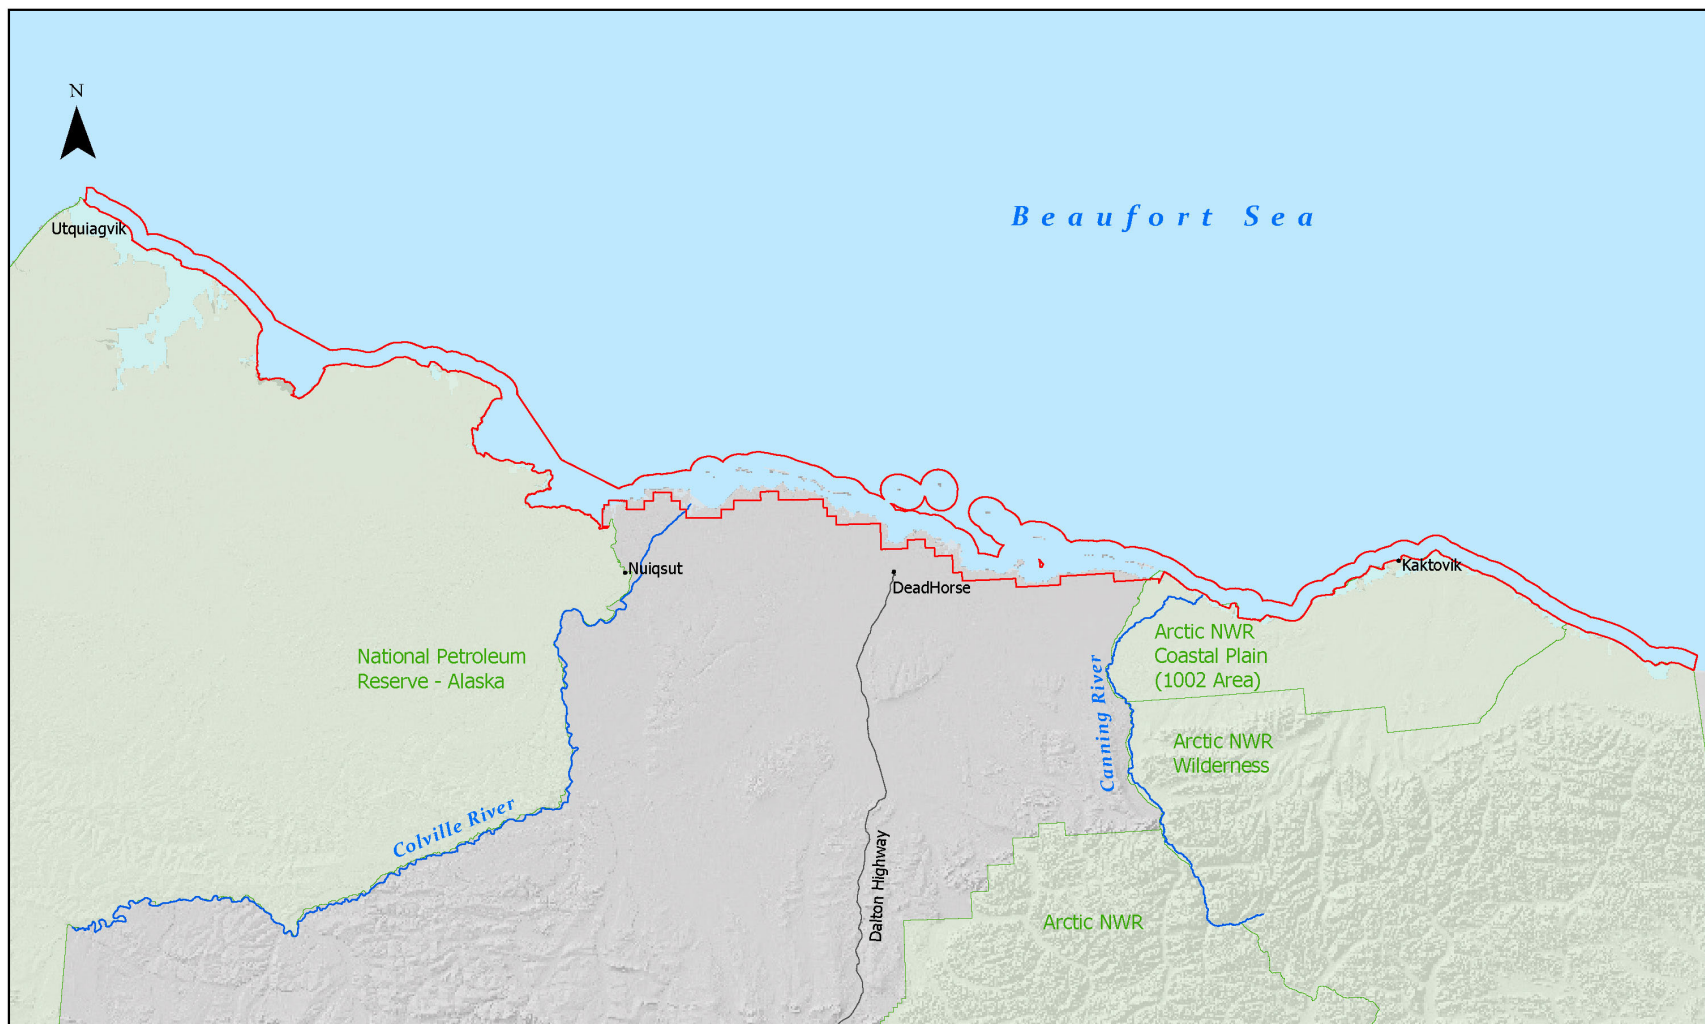 N
Beaufort Sea
Utquiagvik
Nuiqsut
DeadHorse
Kaktovik
National Petroleum
Reserve - Alaska
Arctic NWR
Coastal Plain
(1002 Area)
Canning River
Arctic NWR
Wilderness
Colville River
Dalton Highway
Arctic NWR